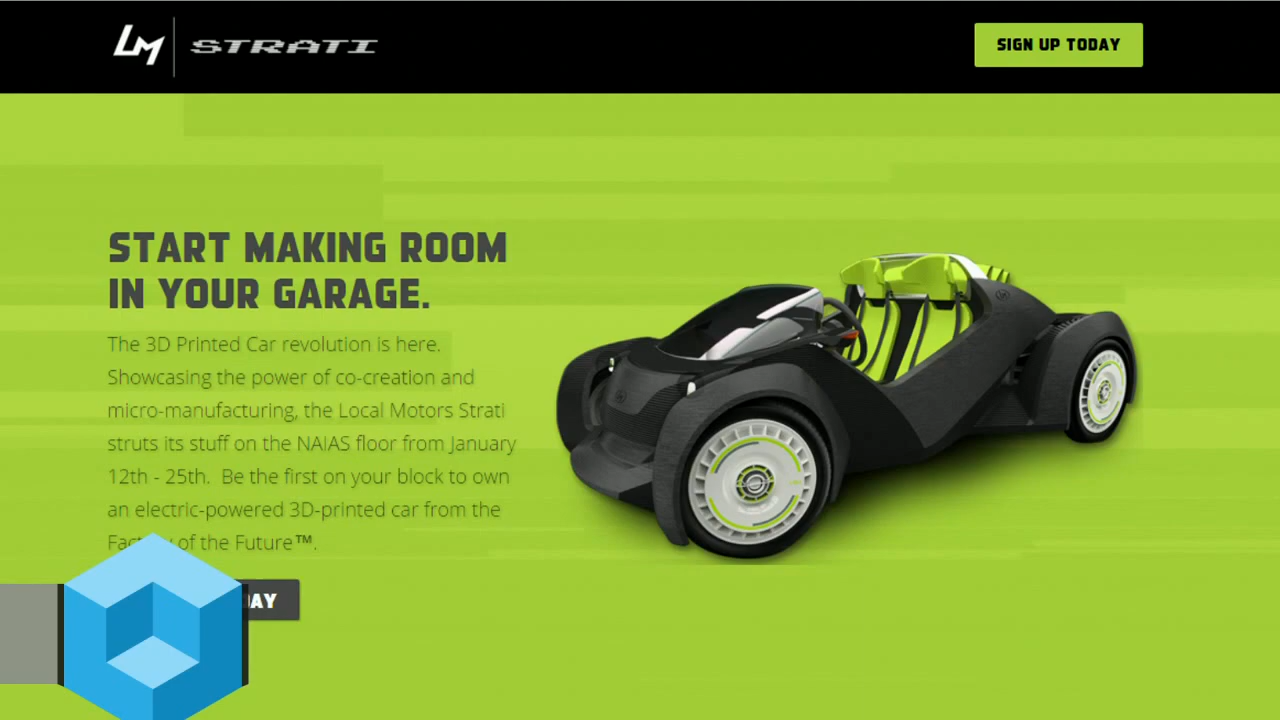 LM STRATI
SIGN UP TODAY
START MAKING ROOM
IN YOUR GARAGE.
The 3D Printed Car revolution is here.
Showcasing the power of co-creation and
micro-manufacturing, the Local Motors Strati
struts its stuff on the NAIAS floor from January
12th - 25th. Be the first on your block to own
an electric-powered 3D-printed car from the
of the Future™.